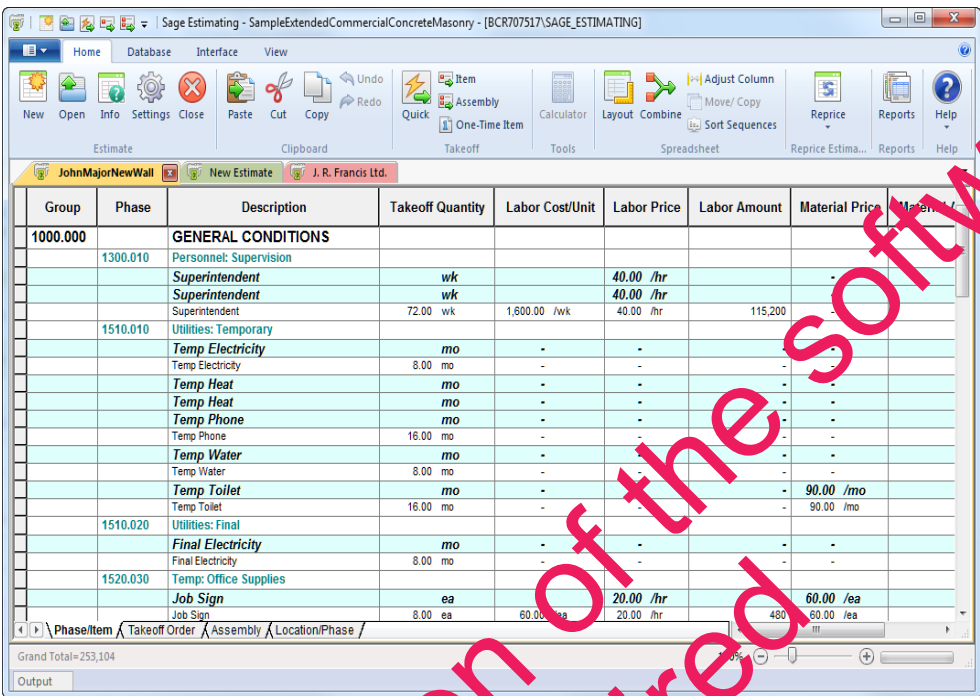 Sage Estimating - SampleExtendedCommercialConcreteMasonry - [BCR707517\SAGE_ESTIMATING]
Home Database Interface View
New Open Info Settings Close Paste Cut Copy Undo Redo Quick Item Assembly One-Time Item Calculator Layout Combine Adjust Column Move/ Copy Sort Sequences Reprice Reports Help
Estimate Clipboard Takeoff Tools Spreadsheet Reprice Estima... Reports Help
JohnMajorNewWall New Estimate J. R. Francis Ltd.
Group Phase Description Takeoff Quantity Labor Cost/Unit Labor Price Labor Amount Material Price
1000.000 GENERAL CONDITIONS
1300.010 Personnel: Supervision
Superintendent wk 40.00 /hr -
Superintendent wk 40.00 /hr -
Superintendent 72.00 wk 1,600.00 /wk 40.00 /hr 115,200 -
1510.010 Utilities: Temporary
Temp Electricity mo - - - -
Temp Electricity 8.00 mo - - - -
Temp Heat mo - - - -
Temp Heat mo - - - -
Temp Phone mo - - - -
Temp Phone 16.00 mo - - - -
Temp Water mo - - - -
Temp Water 8.00 mo - - - -
Temp Toilet mo - - - 90.00 /mo
Temp Toilet 16.00 mo - - - 90.00 /mo
1510.020 Utilities: Final
Final Electricity mo - - - -
Final Electricity 8.00 mo - - - -
1520.030 Temp: Office Supplies
Job Sign ea 20.00 /hr 60.00 /ea
Job Sign 8.00 ea 60.00 /ea 20.00 /hr 480 60.00 /ea
Phase/Item Takeoff Order Assembly Location/Phase
Grand Total=253,104
Output
on of the softw
ired